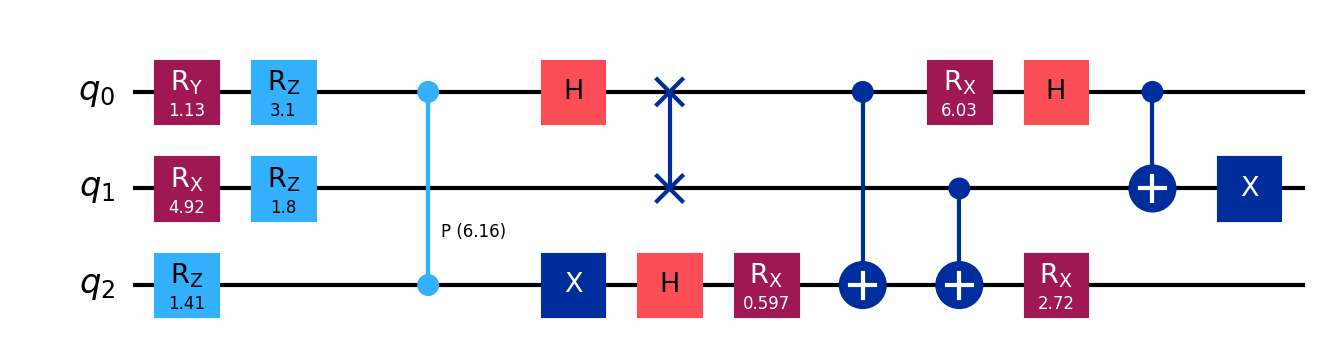 q0 RY 1.13 RZ 3.1 H RX 6.03 H
q1 RX 4.92 RZ 1.8 X
P (6.16)
q2 RZ 1.41 X H RX 0.597 RX 2.72